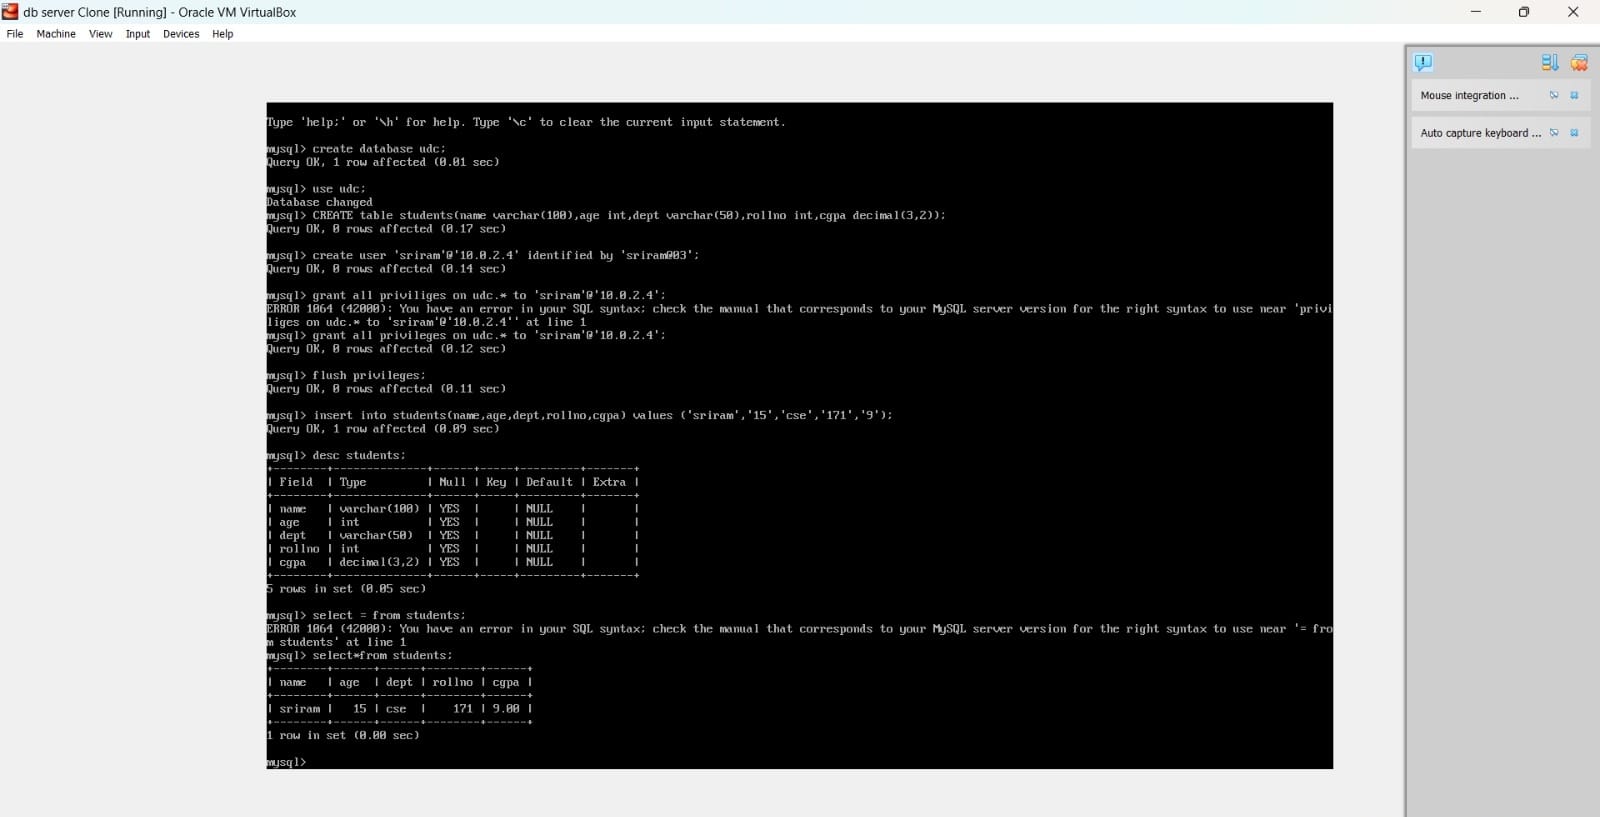 db server Clone [Running] - Oracle VM VirtualBox
File Machine View Input Devices Help
Mouse integration ...
Auto capture keyboard ...
Type 'help;' or '\h' for help. Type '\c' to clear the current input statement.
mysql> create database udc;
Query OK, 1 row affected (0.01 sec)
mysql> use udc;
Database changed
mysql> CREATE table students(name varchar(100),age int,dept varchar(50),rollno int,cgpa decimal(3,2));
Query OK, 0 rows affected (0.17 sec)
mysql> create user 'sriram'@'10.0.2.4' identified by 'sriram@03';
Query OK, 0 rows affected (0.14 sec)
mysql> grant all priviliges on udc.* to 'sriram'@'10.0.2.4';
ERROR 1064 (42000): You have an error in your SQL syntax; check the manual that corresponds to your MySQL server version for the right syntax to use near 'privi
liges on udc.* to 'sriram'@'10.0.2.4'' at line 1
mysql> grant all privileges on udc.* to 'sriram'@'10.0.2.4';
Query OK, 0 rows affected (0.12 sec)
mysql> flush privileges;
Query OK, 0 rows affected (0.11 sec)
mysql> insert into students(name,age,dept,rollno,cgpa) values ('sriram','15','cse','171','9');
Query OK, 1 row affected (0.09 sec)
mysql> desc students;
+--------+--------------+------+-----+---------+-------+
| Field  | Type         | Null | Key | Default | Extra |
+--------+--------------+------+-----+---------+-------+
| name   | varchar(100) | YES  |     | NULL    |       |
| age    | int          | YES  |     | NULL    |       |
| dept   | varchar(50)  | YES  |     | NULL    |       |
| rollno | int          | YES  |     | NULL    |       |
| cgpa   | decimal(3,2) | YES  |     | NULL    |       |
+--------+--------------+------+-----+---------+-------+
5 rows in set (0.05 sec)
mysql> select = from students;
ERROR 1064 (42000): You have an error in your SQL syntax; check the manual that corresponds to your MySQL server version for the right syntax to use near '= fro
m students' at line 1
mysql> select*from students;
+--------+------+------+--------+------+
| name   | age  | dept | rollno | cgpa |
+--------+------+------+--------+------+
| sriram |   15 | cse  |    171 | 9.00 |
+--------+------+------+--------+------+
1 row in set (0.00 sec)
mysql>